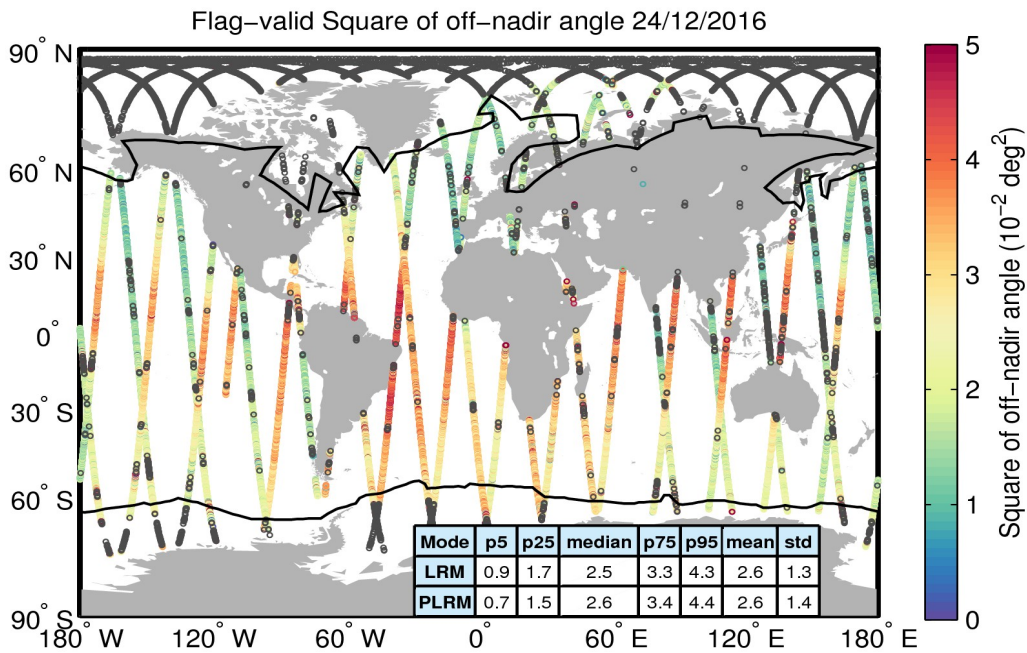 Flag-valid Square of off-nadir angle 24/12/2016
90° N
60° N
30° N
0°
30° S
60° S
90° S
180° W
120° W
60° W
0°
60° E
120° E
180° E
Mode p5 p25 median p75 p95 mean std
LRM 0.9 1.7 2.5 3.3 4.3 2.6 1.3
PLRM 0.7 1.5 2.6 3.4 4.4 2.6 1.4
5
4
3
2
1
0
Square of off-nadir angle (10⁻² deg²)